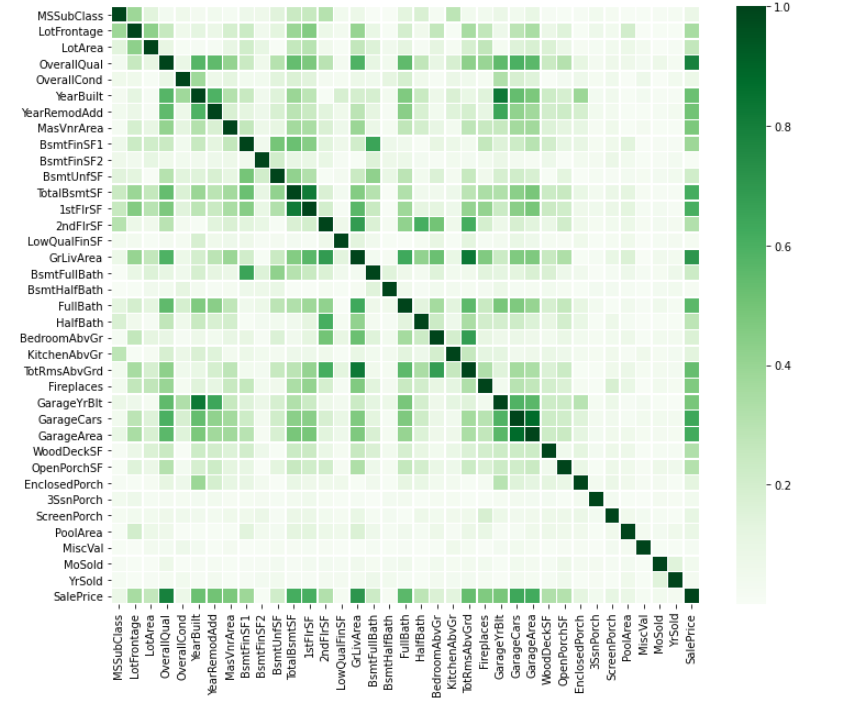 MSSubClass
LotFrontage
LotArea
OverallQual
OverallCond
YearBuilt
YearRemodAdd
MasVnrArea
BsmtFinSF1
BsmtFinSF2
BsmtUnfSF
TotalBsmtSF
1stFlrSF
2ndFlrSF
LowQualFinSF
GrLivArea
BsmtFullBath
BsmtHalfBath
FullBath
HalfBath
BedroomAbvGr
KitchenAbvGr
TotRmsAbvGrd
Fireplaces
GarageYrBlt
GarageCars
GarageArea
WoodDeckSF
OpenPorchSF
EnclosedPorch
3SsnPorch
ScreenPorch
PoolArea
MiscVal
MoSold
YrSold
SalePrice
MSSubClass
LotFrontage
LotArea
OverallQual
OverallCond
YearBuilt
YearRemodAdd
MasVnrArea
BsmtFinSF1
BsmtFinSF2
BsmtUnfSF
TotalBsmtSF
1stFlrSF
2ndFlrSF
LowQualFinSF
GrLivArea
BsmtFullBath
BsmtHalfBath
FullBath
HalfBath
BedroomAbvGr
KitchenAbvGr
TotRmsAbvGrd
Fireplaces
GarageYrBlt
GarageCars
GarageArea
WoodDeckSF
OpenPorchSF
EnclosedPorch
3SsnPorch
ScreenPorch
PoolArea
MiscVal
MoSold
YrSold
SalePrice
1.0
0.8
0.6
0.4
0.2